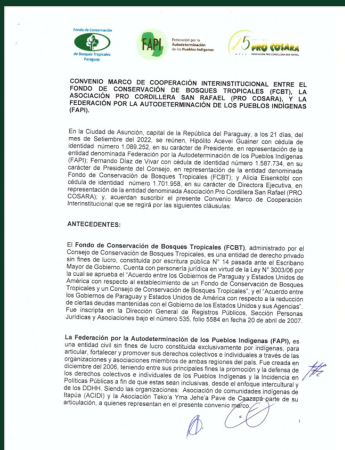 Fondo de Conservación
de Bosques Tropicales
Paraguay
FAPI
Federación por la
Autodeterminación
de los Pueblos Indígenas
PRO COSARA
CONVENIO MARCO DE COOPERACIÓN INTERINSTITUCIONAL ENTRE EL
FONDO DE CONSERVACIÓN DE BOSQUES TROPICALES (FCBT), LA
ASOCIACIÓN PRO CORDILLERA SAN RAFAEL (PRO COSARA), Y LA
FEDERACIÓN POR LA AUTODETERMINACIÓN DE LOS PUEBLOS INDÍGENAS
(FAPI).
En la Ciudad de Asunción, capital de la República del Paraguay, a los 21 días, del
mes de Setiembre del 2022, se reúnen, Hipólito Acevei Guainer con cédula de
identidad número 1.089.252, en su carácter de Presidente, en representación de la
entidad denominada Federación por la Autodeterminación de los Pueblos Indígenas
(FAPI); Fernando Díaz de Vivar con cédula de identidad número 1.587.734, en su
carácter de Presidente del Consejo, en representación de la entidad denominada
Fondo de Conservación de Bosques Tropicales (FCBT); y Alicia Eisenkölbl con
cédula de identidad número 1.701.958, en su carácter de Directora Ejecutiva, en
representación de la entidad denominada Asociación Pro Cordillera San Rafael (PRO
COSARA); y, acuerdan suscribir el presente Convenio Marco de Cooperación
Interinstitucional que se regirá por las siguientes cláusulas:
ANTECEDENTES:
El Fondo de Conservación de Bosques Tropicales (FCBT), administrado por el
Consejo de Conservación de Bosques Tropicales, es una entidad de derecho privado
sin fines de lucro, constituida por escritura pública N° 14 pasada ante el Escribano
Mayor de Gobierno. Cuenta con personería jurídica en virtud de la Ley N° 3003/06 por
la cual se aprueba el "Acuerdo entre los Gobiernos de Paraguay y Estados Unidos de
América con respecto al establecimiento de un Fondo de Conservación de Bosques
Tropicales y un Consejo de Conservación de Bosques Tropicales", y el "Acuerdo entre
los Gobiernos de Paraguay y Estados Unidos de América con respecto a la reducción
de ciertas deudas mantenidas con el Gobierno de los Estados Unidos y sus Agencias".
Fue inscripta en la Dirección General de Registros Públicos, Sección Personas
Jurídicas y Asociaciones bajo el número 535, folio 5584 en fecha 20 de abril de 2007.
La Federación por la Autodeterminación de los Pueblos Indígenas (FAPI), es
una entidad civil sin fines de lucro constituida exclusivamente por indígenas, para
articular, fortalecer y promover sus derechos colectivos e individuales a través de las
organizaciones y asociaciones miembros de ambas regiones del país. Fue creada en
diciembre del 2006, teniendo entre sus principales fines la promoción y la defensa de
los derechos colectivos e individuales de los Pueblos Indígenas y la Incidencia en
Políticas Públicas a fin de que estas sean inclusivas, desde el enfoque intercultural y
de los DDHH. Siendo las organizaciones: Asociación de comunidades indígenas de
Itapúa (ACIDI) y la Asociación Teko'a Yma Jehe'a Pave de Caazapá parte de su
articulación, a quienes representan en el presente convenio marco.
1